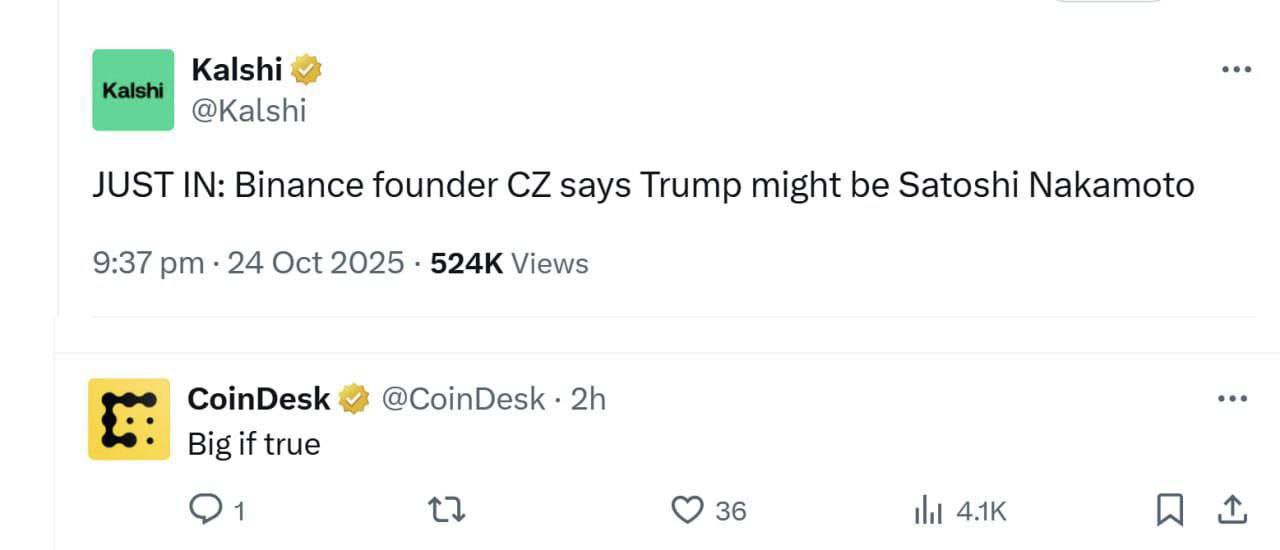 Kalshi
Kalshi
@Kalshi
JUST IN: Binance founder CZ says Trump might be Satoshi Nakamoto
9:37 pm · 24 Oct 2025 · 524K Views
CoinDesk @CoinDesk · 2h
Big if true
1 36 4.1K